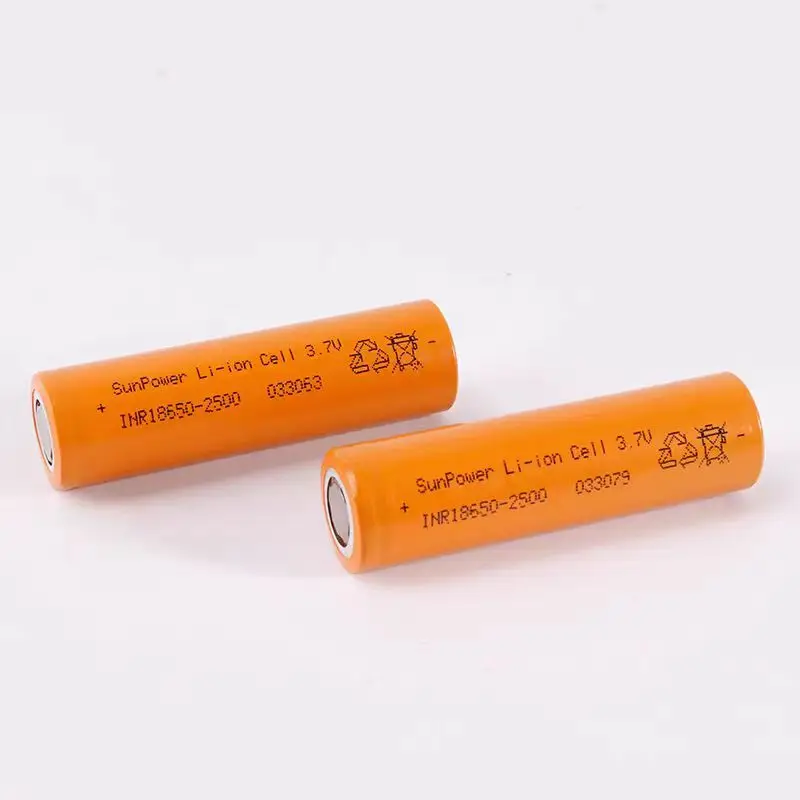 + SunPower Li-ion Cell 3.7V -
INR18650-2500 033063
+ SunPower Li-ion Cell 3.7V -
INR18650-2500 033079